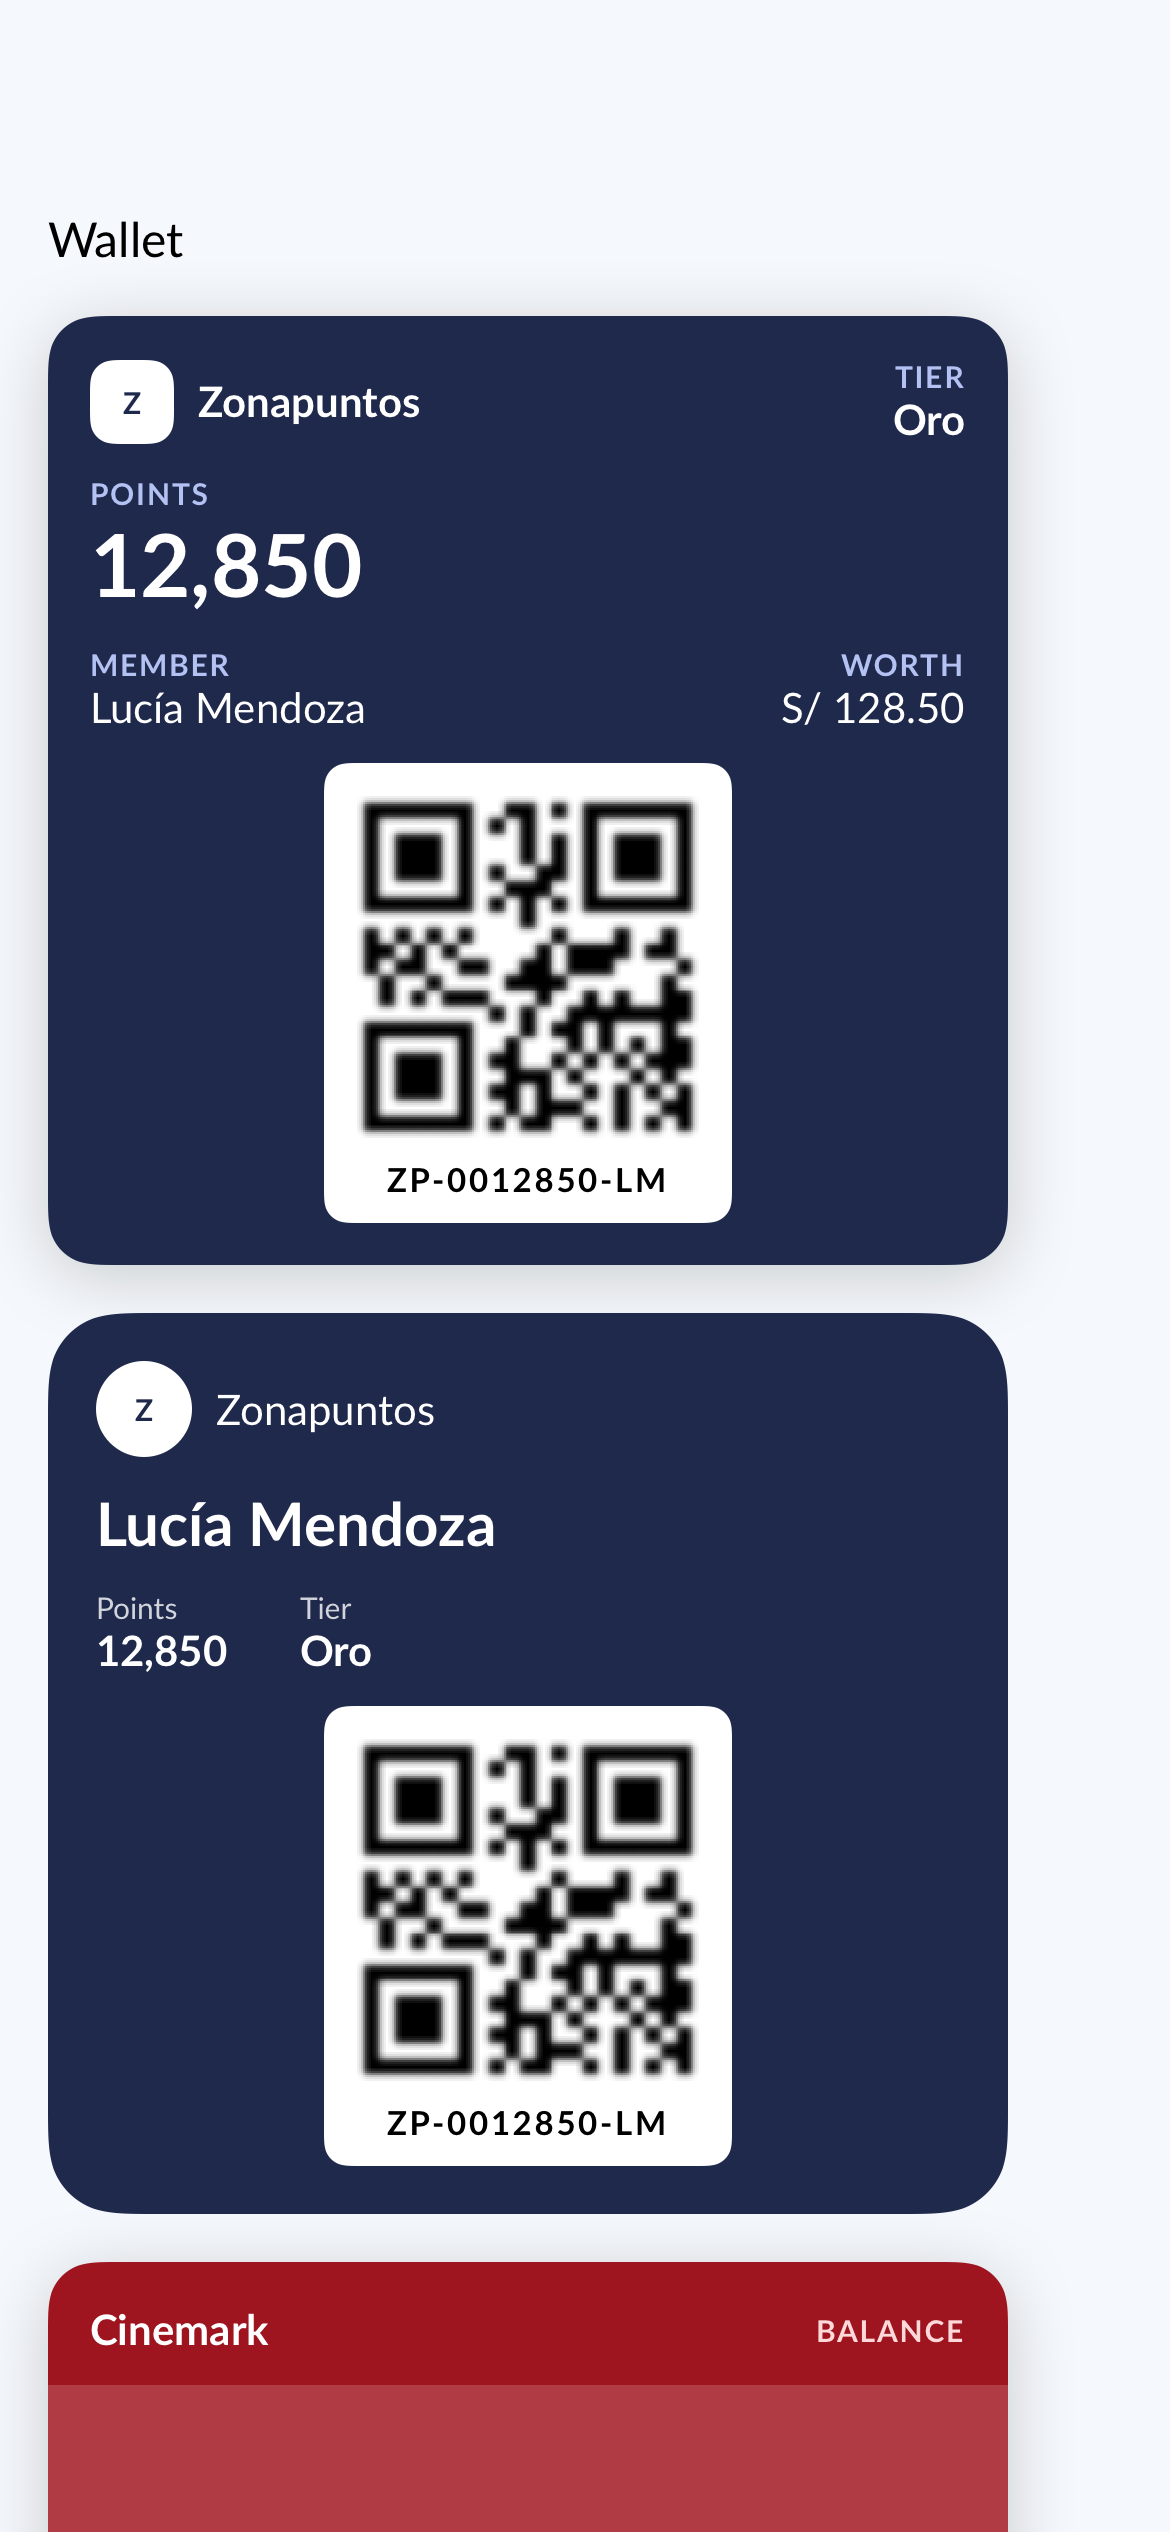 Wallet
Z Zonapuntos
TIER
Oro
POINTS
12,850
MEMBER
Lucía Mendoza
WORTH
S/ 128.50
ZP-0012850-LM
Z Zonapuntos
Lucía Mendoza
Points Tier
12,850 Oro
ZP-0012850-LM
Cinemark BALANCE